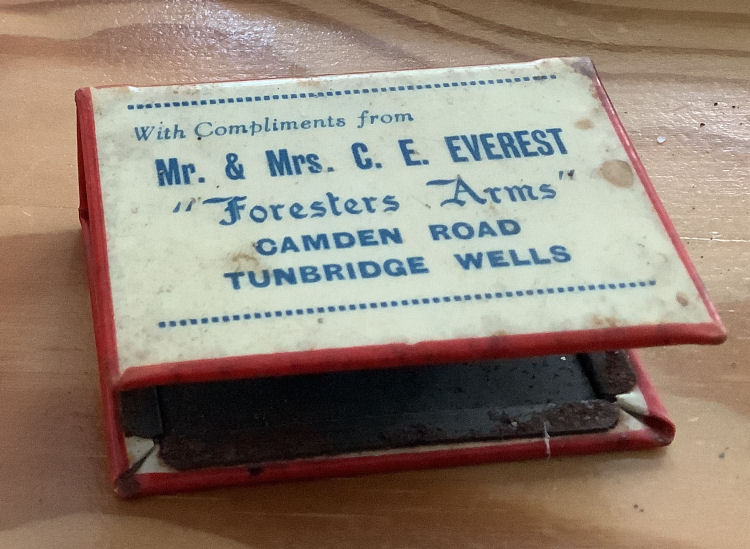 With Compliments from
Mr. & Mrs. C. E. EVEREST
"Foresters Arms"
CAMDEN ROAD
TUNBRIDGE WELLS